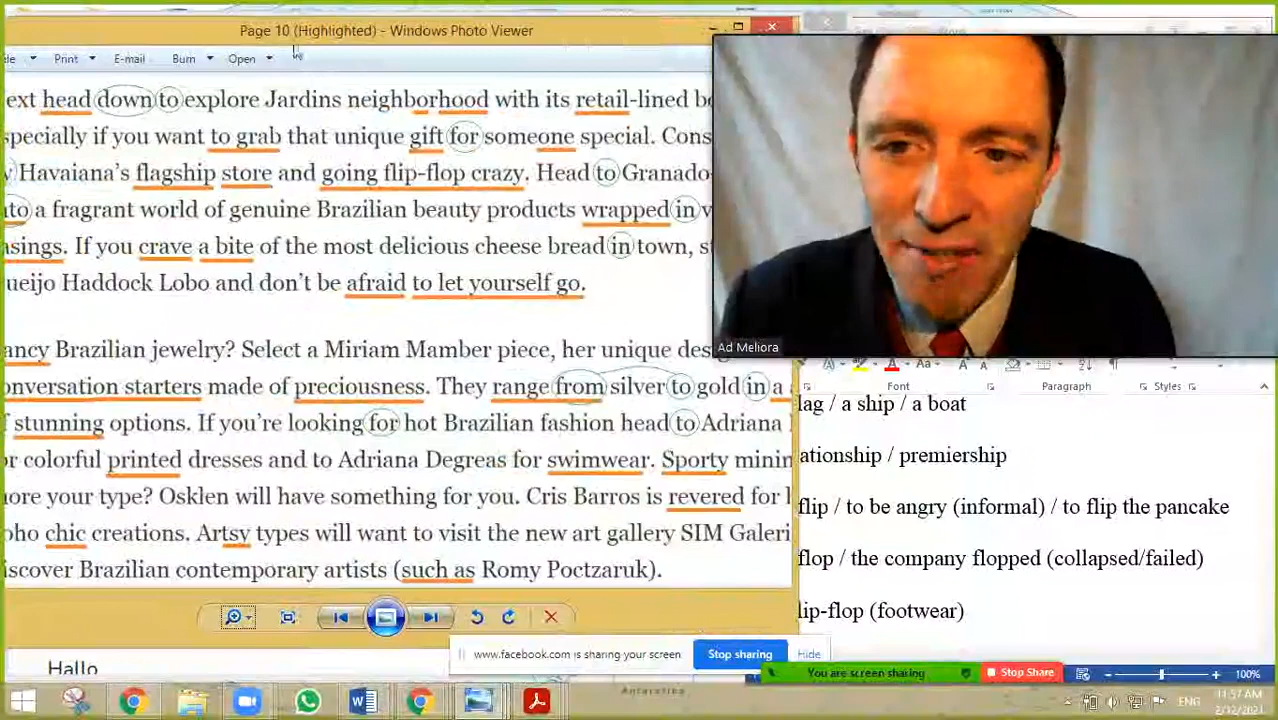 Page 10 (Highlighted) - Windows Photo Viewer
Print E-mail Burn Open
ext head down to explore Jardins neighborhood with its retail-lined
specially if you want to grab that unique gift for someone special.
Havaiana's flagship store and going flip-flop crazy. Head to Granado
to a fragrant world of genuine Brazilian beauty products wrapped in
asings. If you crave a bite of the most delicious cheese bread in town,
ueijo Haddock Lobo and don't be afraid to let yourself go.
ancy Brazilian jewelry? Select a Miriam Mamber piece, her unique
onversation starters made of preciousness. They range from silver to gold in a
f stunning options. If you're looking for hot Brazilian fashion head to Adriana
or colorful printed dresses and to Adriana Degreas for swimwear. Sporty
ore your type? Osklen will have something for you. Cris Barros is revered for
oho chic creations. Artsy types will want to visit the new art gallery SIM Galeri
iscover Brazilian contemporary artists (such as Romy Poctzaruk).
Hallo
Ad Meliora
Font Paragraph Styles
lag / a ship / a boat
ationship / premiership
flip / to be angry (informal) / to flip the pancake
flop / the company flopped (collapsed/failed)
lip-flop (footwear)
www.facebook.com is sharing your screen Stop sharing Hide
You are screen sharing Stop Share
100%
Antarctica
ENG
11:57 AM